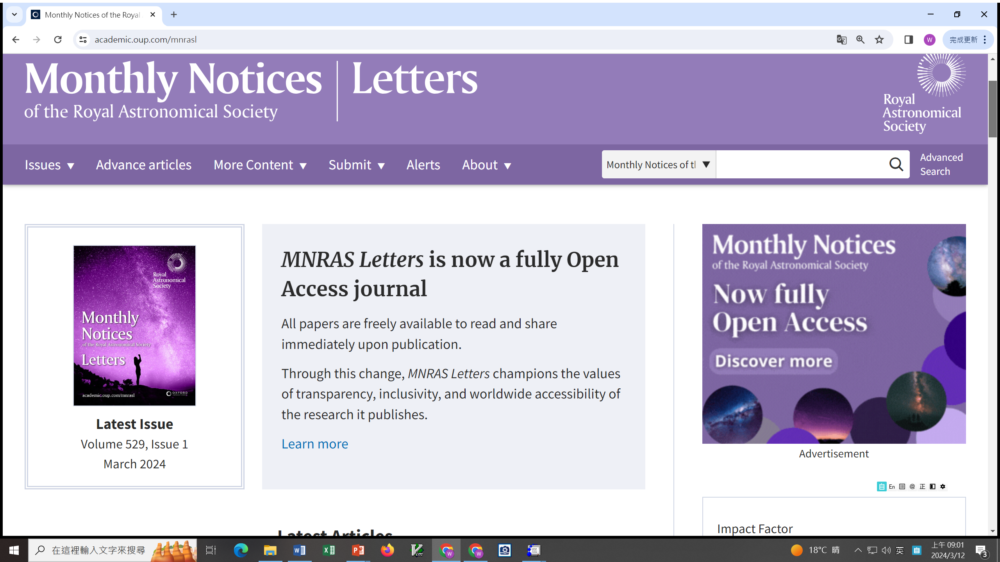 Monthly Notices of the Royal
academic.oup.com/mnrasl
W
完成更新
Monthly Notices
of the Royal Astronomical Society
Letters
Royal
Astronomical
Society
Issues ▼
Advance articles
More Content ▼
Submit ▼
Alerts
About ▼
Monthly Notices of tl ▼
Advanced
Search
Royal
Astronomical
Society
Monthly
Notices
of the Royal Astronomical Society
Letters
academic.oup.com/mnrasl
OXFORD
UNIVERSITY PRESS
Latest Issue
Volume 529, Issue 1
March 2024
MNRAS Letters is now a fully Open
Access journal
All papers are freely available to read and share
immediately upon publication.
Through this change, MNRAS Letters champions the values
of transparency, inclusivity, and worldwide accessibility of
the research it publishes.
Learn more
Latest Articles
Monthly Notices
of the Royal Astronomical Society
Now fully
Open Access
Discover more
Advertisement
自 En @ 正
Impact Factor
在這裡輸入文字來搜尋
18°C 晴
英
自
上午 09:01
2024/3/12
3